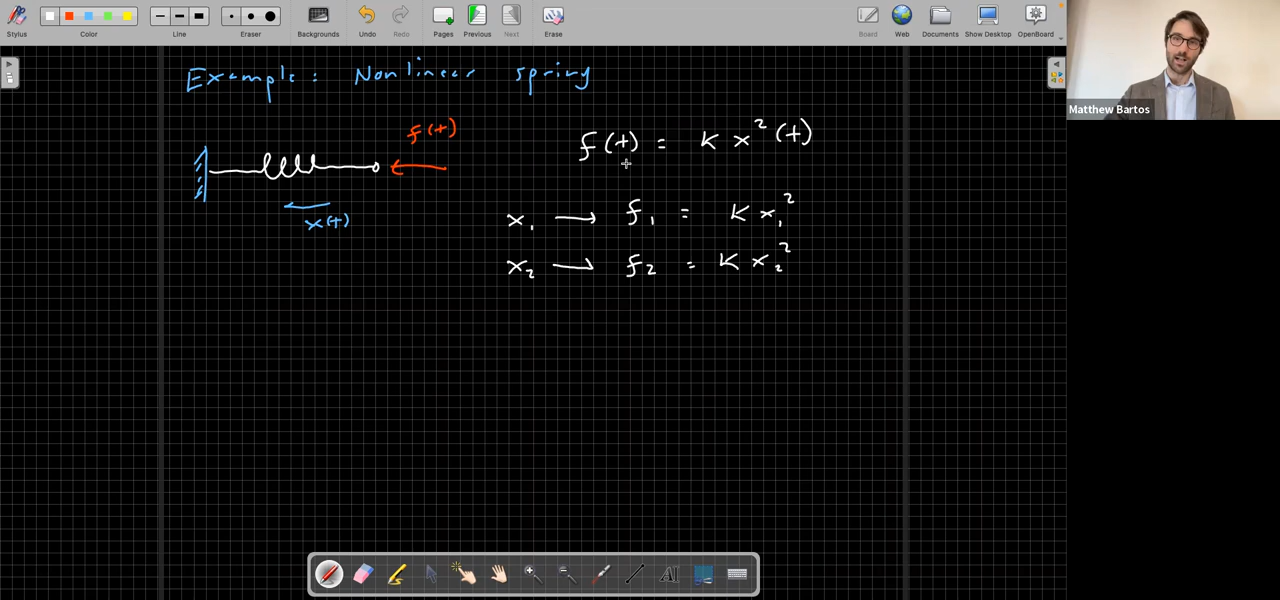 Stylus
Color
Line
Eraser
Backgrounds
Undo
Redo
Pages
Previous
Next
Erase
Board
Web
Documents
Show Desktop
OpenBoard
Matthew Bartos
Example: Nonlinear spring
f(t)
f(t) = K x²(t)
x(t)
x₁ → f₁ = K x₁²
x₂ → f₂ = K x₂²
AI